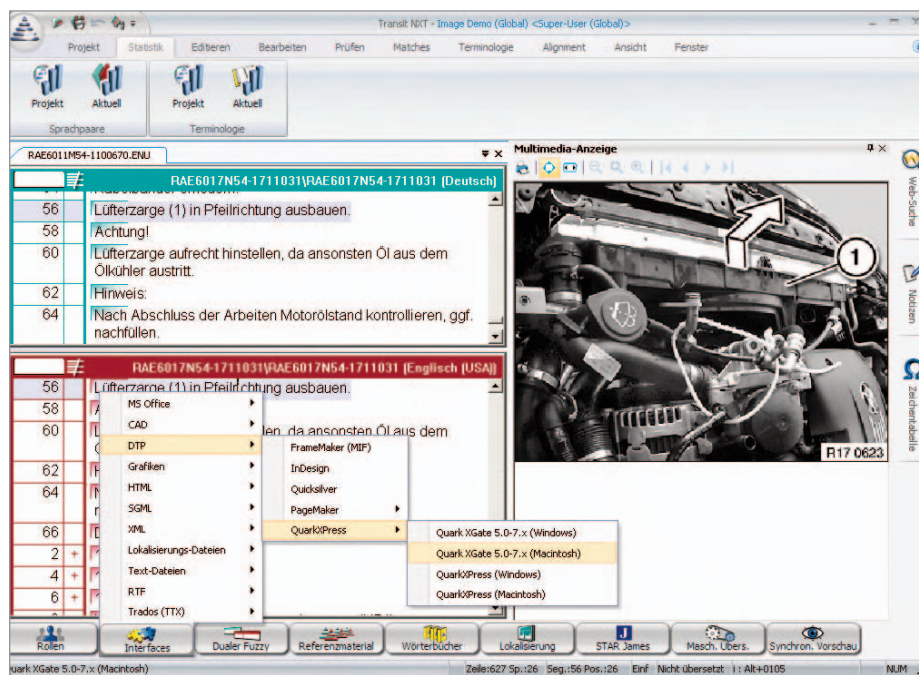 Transit NXT - Image Demo (Global) <Super-User (Global)>
Projekt Statistik Editieren Bearbeiten Prüfen Matches Terminologie Alignment Ansicht Fenster
Projekt Aktuell Projekt Aktuell
Sprachpaare Terminologie
RAE6011M54-1100670.ENU
Multimedia-Anzeige
RAE6017N54-1711031\RAE6017N54-1711031 (Deutsch)
56 Lüfterzarge (1) in Pfeilrichtung ausbauen.
58 Achtung!
60 Lüfterzarge aufrecht hinstellen, da ansonsten Öl aus dem
Ölkühler austritt.
62 Hinweis:
64 Nach Abschluss der Arbeiten Motorölstand kontrollieren, ggf.
nachfüllen.
1
R17 0623
Web-Suche
Notizen
Zeichentabelle
RAE6017N54-1711031\RAE6017N54-1711031 (Englisch (USA))
56 Lüfterzarge (1) in Pfeilrichtung ausbauen.
58
60 len, da ansonsten Öl aus dem
62
64
66
2 +
4 +
6 +
MS Office
CAD
DTP
Grafiken
HTML
SGML
XML
Lokalisierungs-Dateien
Text-Dateien
RTF
Trados (TTX)
FrameMaker (MIF)
InDesign
Quicksilver
PageMaker
QuarkXPress
Quark XGate 5.0-7.x (Windows)
Quark XGate 5.0-7.x (Macintosh)
QuarkXPress (Windows)
QuarkXPress (Macintosh)
Rollen Interfaces Dualer Fuzzy Referenzmaterial Wörterbücher Lokalisierung STAR James Masch. Übers. Synchron. Vorschau
uark XGate 5.0-7.x (Macintosh) Zeile:627 Sp.:26 Seg.:56 Pos.:26 Einf Nicht übersetzt i : Alt+0105 NUM